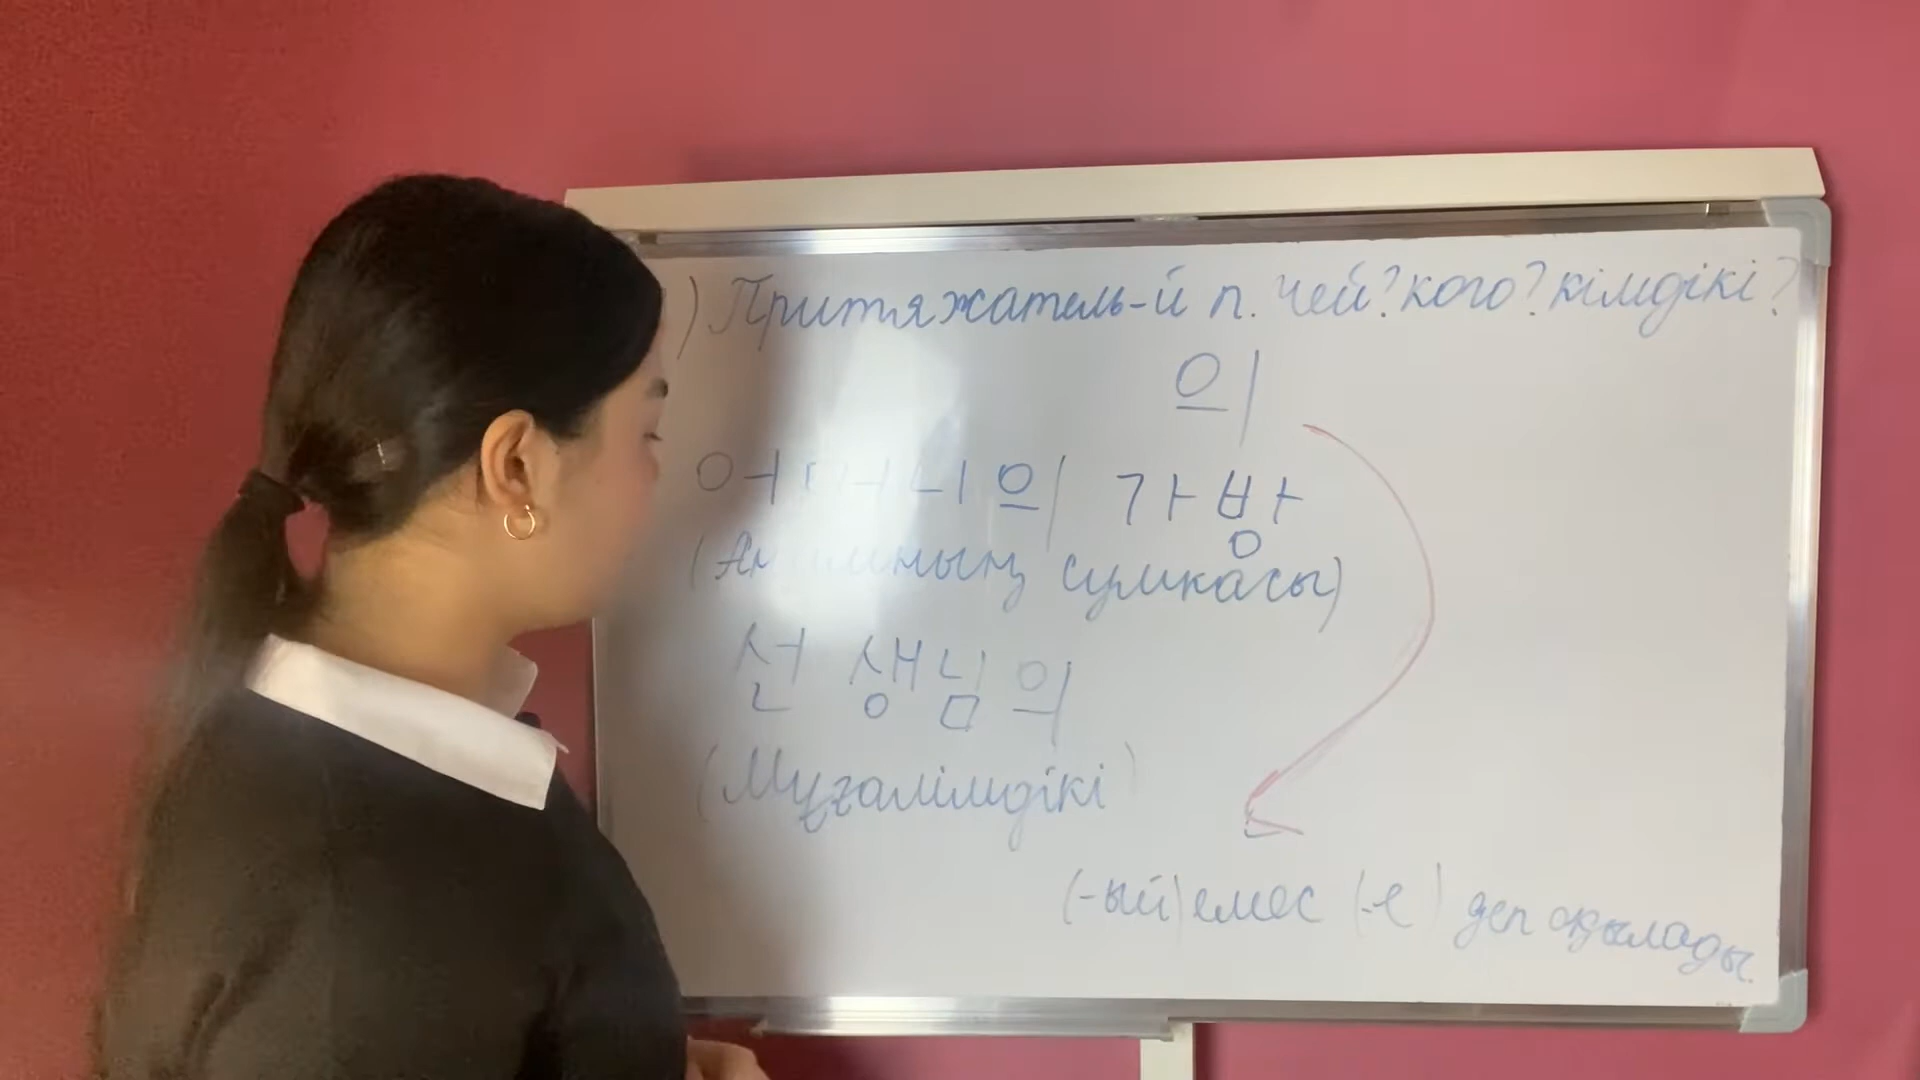 ) Притяжатель-й п. чей? кого? кімдікі?
의
어머니의 가방
сумкасы)
선생님의
(Мұғалімдікі)
(-ый) емес (-е) деп оқылады.